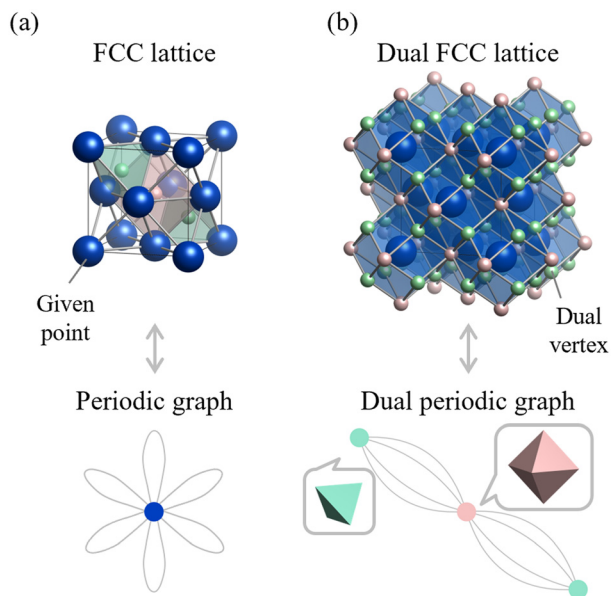 (a)
FCC lattice
Given
point
Periodic graph
(b)
Dual FCC lattice
Dual
vertex
Dual periodic graph